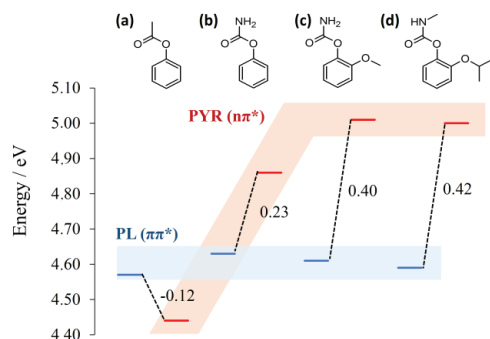 (a) (b) (c) (d)
O O
NH2 O O
NH2 O O O
HN O O O
5.10
5.00
4.90
4.80
4.70
4.60
4.50
4.40
Energy / eV
PYR (nπ*)
PL (ππ*)
-0.12
0.23
0.40
0.42